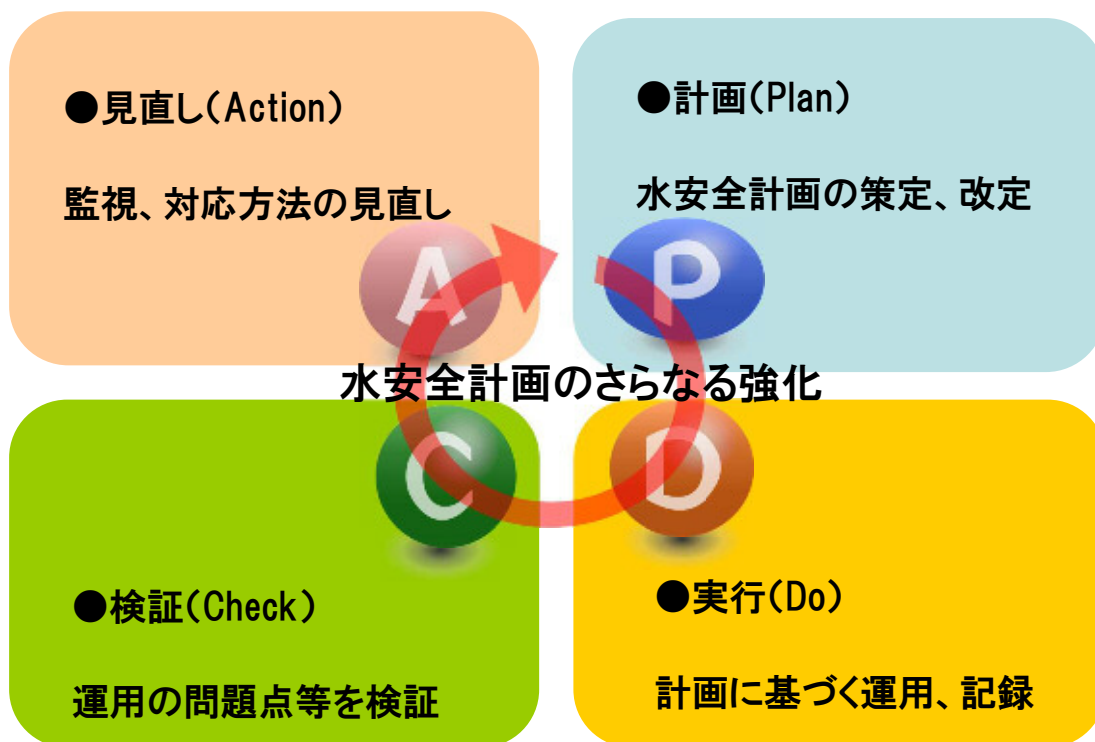 ●見直し(Action)
監視、対応方法の見直し
●計画(Plan)
水安全計画の策定、改定
A
P
水安全計画のさらなる強化
C
D
●検証(Check)
運用の問題点等を検証
●実行(Do)
計画に基づく運用、記録